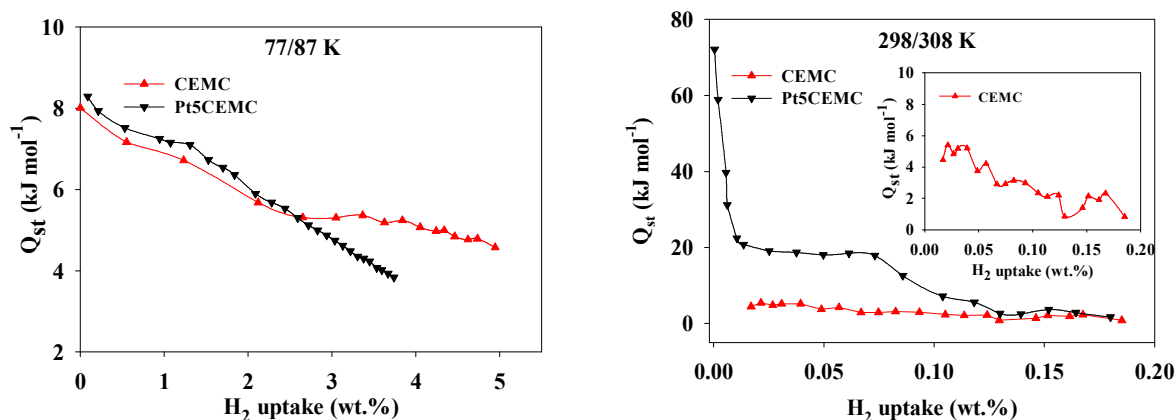 77/87 K
CEMC
Pt5CEMC
Q_st (kJ mol⁻¹)
10
8
6
4
2
0 1 2 3 4 5
H₂ uptake (wt.%)
298/308 K
CEMC
Pt5CEMC
Q_st (kJ mol⁻¹)
80
60
40
20
0
0.00 0.05 0.10 0.15 0.20
H₂ uptake (wt.%)
CEMC
Q_st (kJ mol⁻¹)
10
8
6
4
2
0
0.00 0.05 0.10 0.15 0.20
H₂ uptake (wt.%)